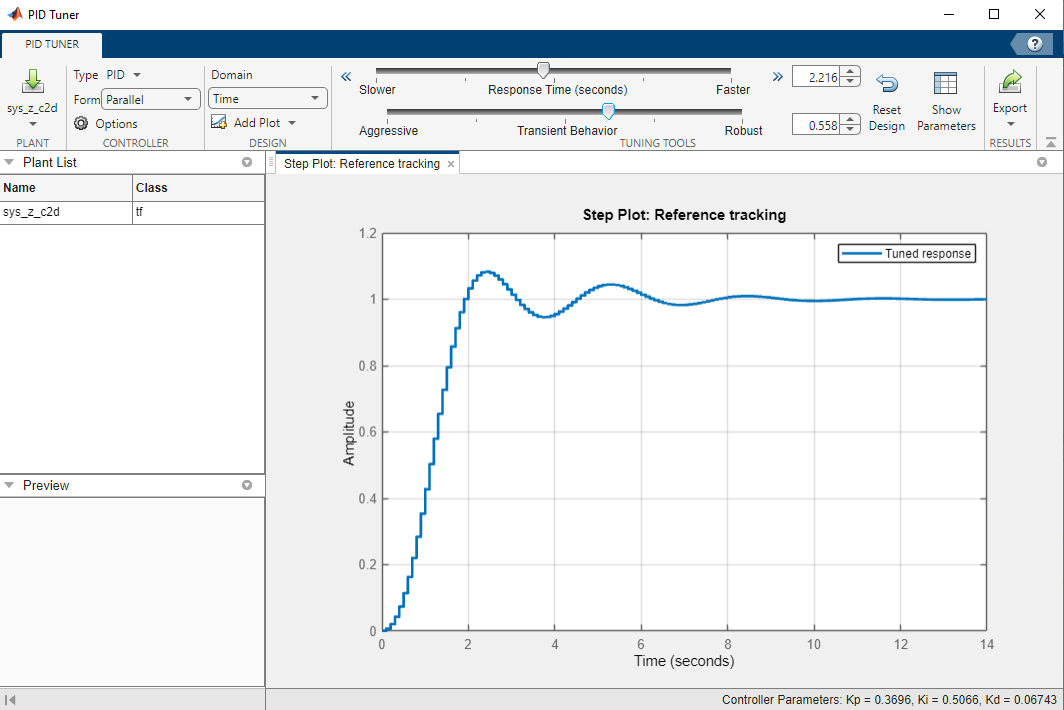 PID Tuner
PID TUNER
?
sys_z_c2d
PLANT
Type PID
Form Parallel
Options
CONTROLLER
Domain
Time
Add Plot
DESIGN
Slower Response Time (seconds) Faster
2.216
Aggressive Transient Behavior Robust
0.558
TUNING TOOLS
Reset
Design
Show
Parameters
Export
RESULTS
Plant List
Name Class
sys_z_c2d tf
Preview
Step Plot: Reference tracking
Step Plot: Reference tracking
Tuned response
1.2
1
0.8
0.6
0.4
0.2
0
Amplitude
0 2 4 6 8 10 12 14
Time (seconds)
Controller Parameters: Kp = 0.3696, Ki = 0.5066, Kd = 0.06743